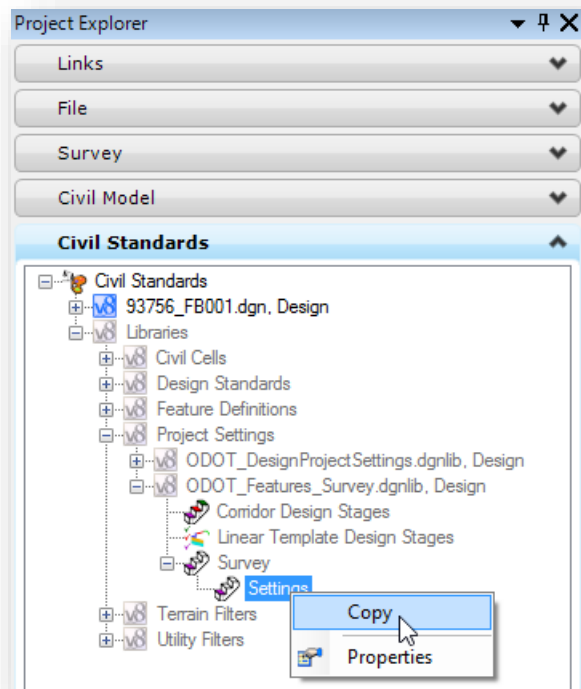 Project Explorer
Links
File
Survey
Civil Model
Civil Standards
Civil Standards
93756_FB001.dgn, Design
Libraries
Civil Cells
Design Standards
Feature Definitions
Project Settings
ODOT_DesignProjectSettings.dgnlib, Design
ODOT_Features_Survey.dgnlib, Design
Corridor Design Stages
Linear Template Design Stages
Survey
Settings
Copy
Terrain Filters
Utility Filters
Properties